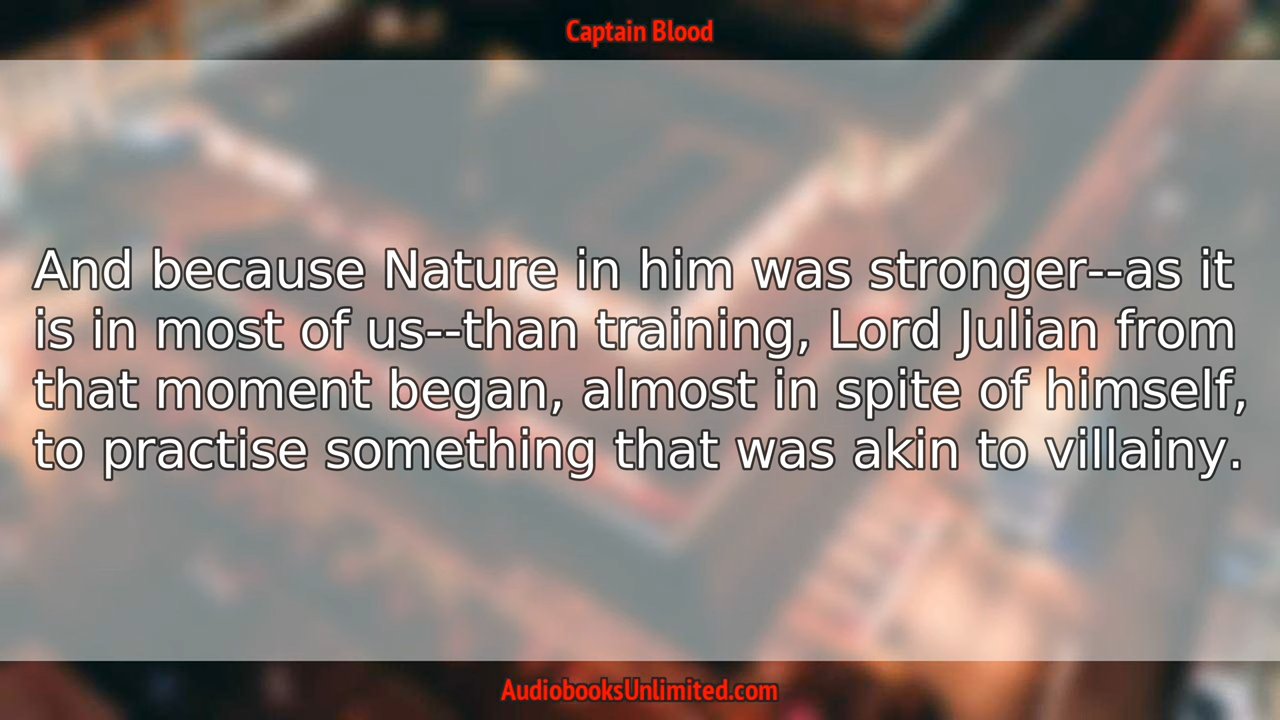 Captain Blood
And because Nature in him was stronger--as it
is in most of us--than training, Lord Julian from
that moment began, almost in spite of himself,
to practise something that was akin to villainy.
AudiobooksUnlimited.com